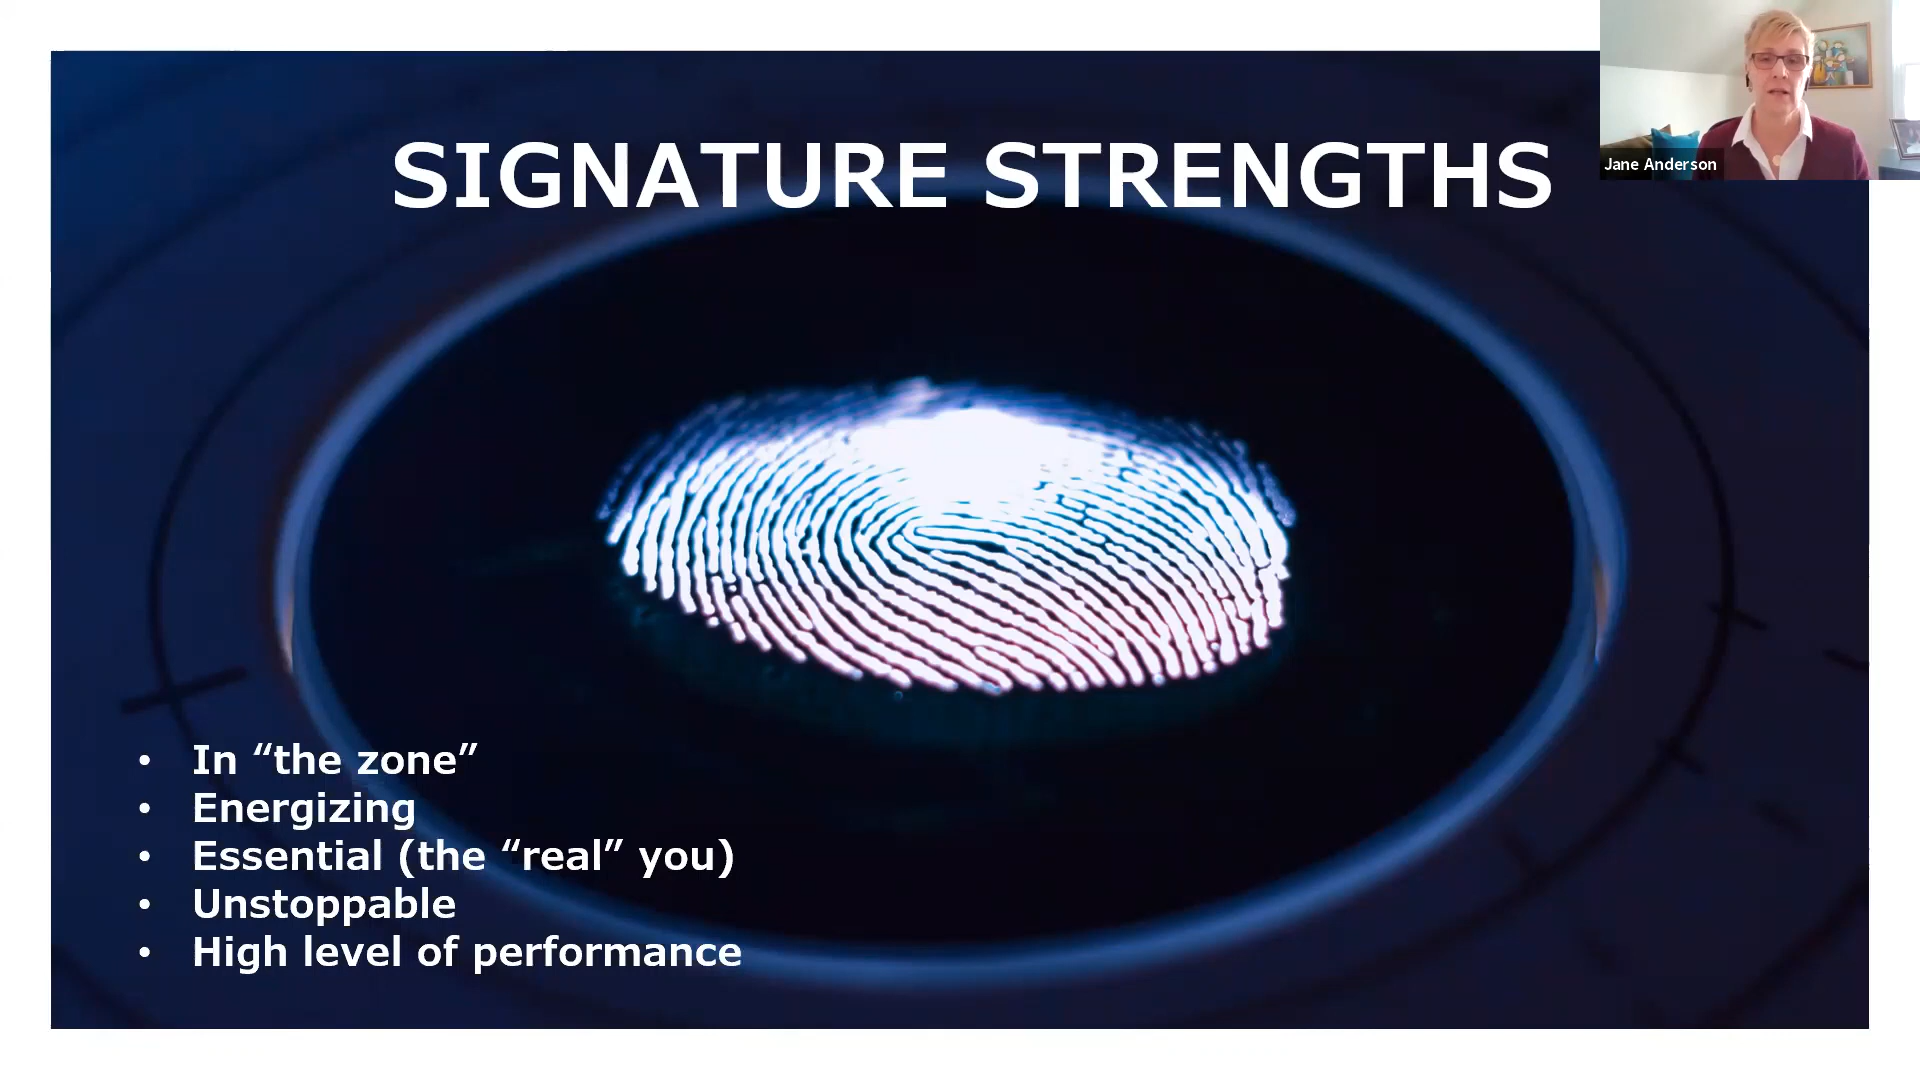 SIGNATURE STRENGTHS
Jane Anderson
• In “the zone”
• Energizing
• Essential (the “real” you)
• Unstoppable
• High level of performance